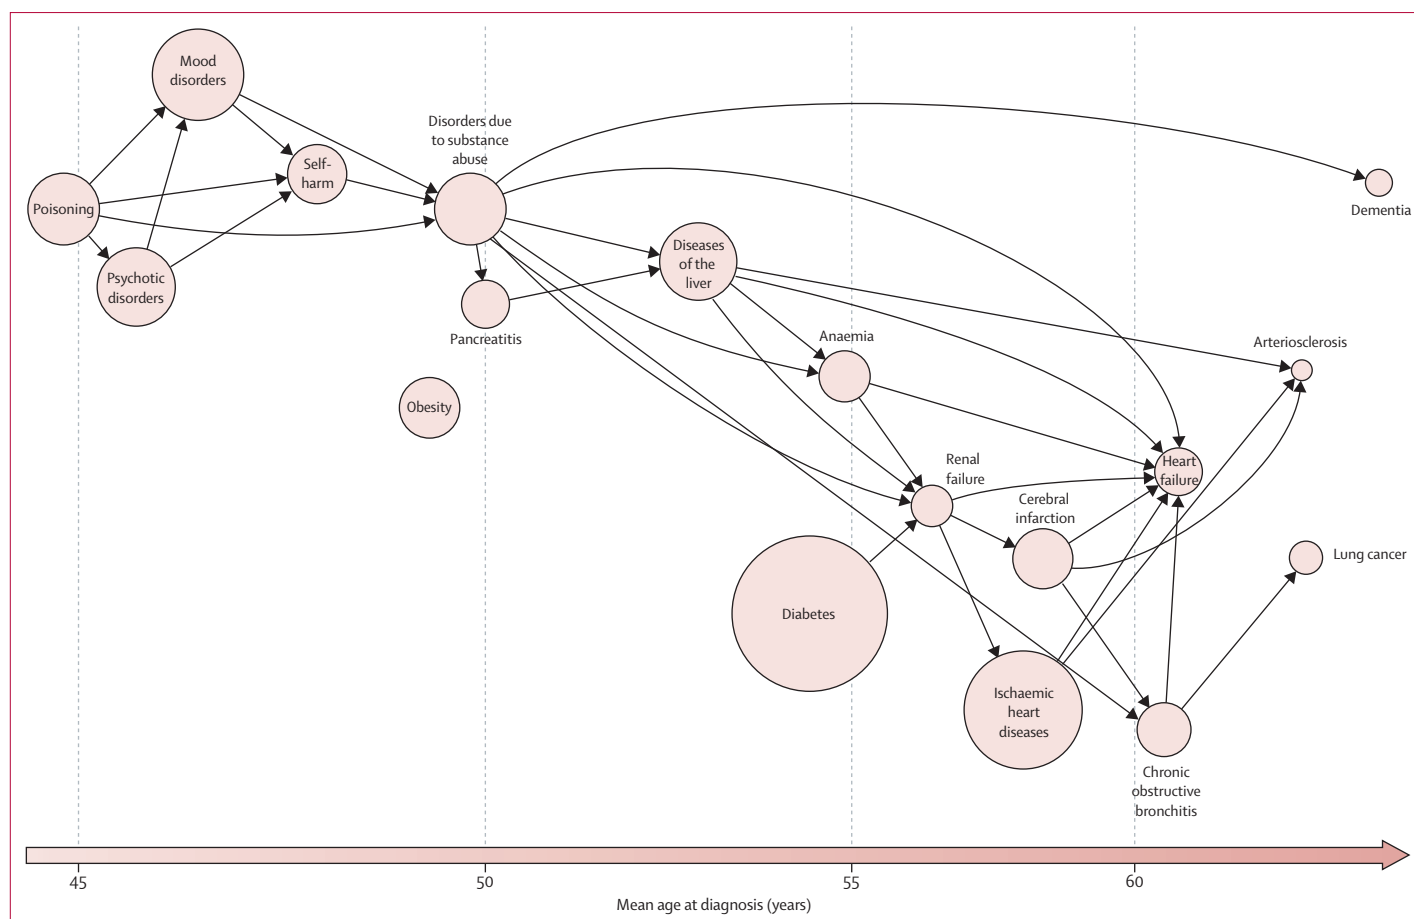 Mood
disorders
Disorders due
to substance
abuse
Self-
harm
Poisoning
Dementia
Psychotic
disorders
Diseases
of the
liver
Pancreatitis
Anaemia
Arteriosclerosis
Obesity
Renal
failure
Heart
failure
Cerebral
infarction
Lung cancer
Diabetes
Ischaemic
heart
diseases
Chronic
obstructive
bronchitis
45
50
55
60
Mean age at diagnosis (years)